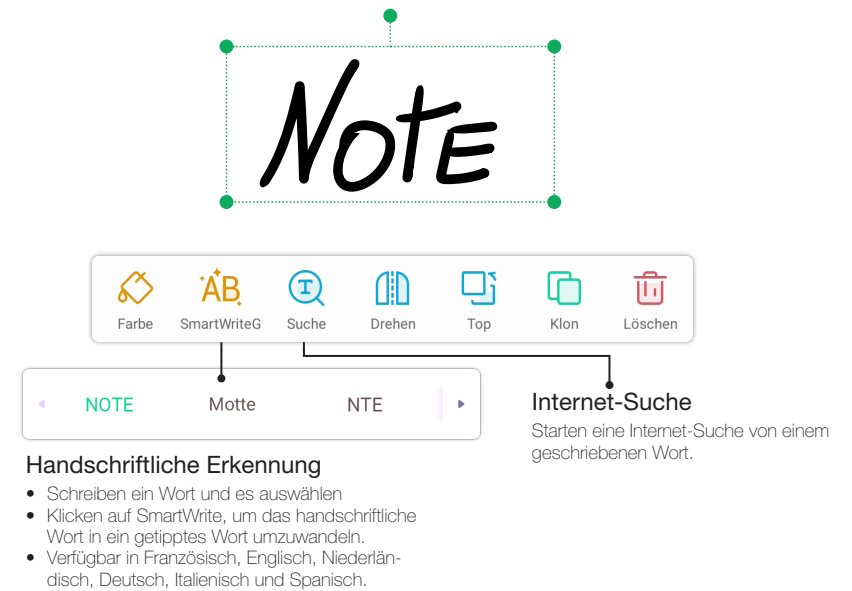 NOTE
Farbe SmartWriteG Suche Drehen Top Klon Löschen
NOTE Motte NTE
Internet-Suche
Starten eine Internet-Suche von einem
geschriebenen Wort.
Handschriftliche Erkennung
• Schreiben ein Wort und es auswählen
• Klicken auf SmartWrite, um das handschriftliche
Wort in ein getipptes Wort umzuwandeln.
• Verfügbar in Französisch, Englisch, Niederlän-
disch, Deutsch, Italienisch und Spanisch.